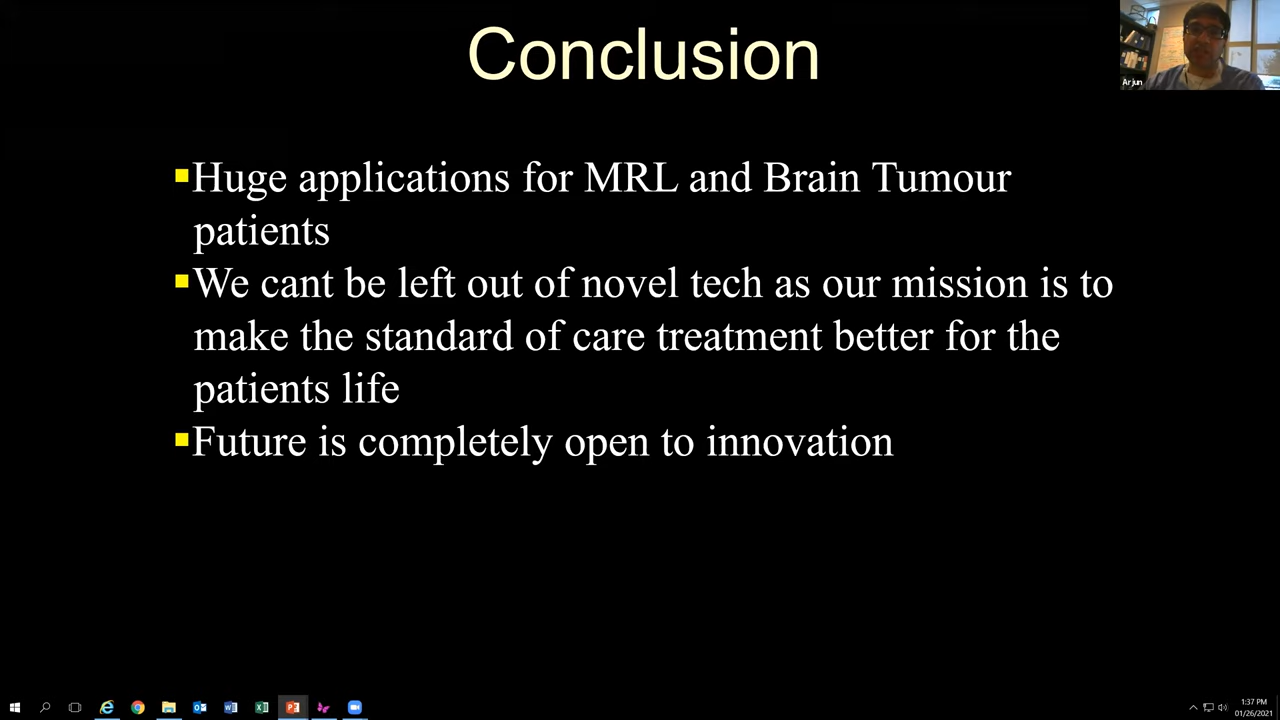 Conclusion
Arjun
Huge applications for MRL and Brain Tumour
patients
We cant be left out of novel tech as our mission is to
make the standard of care treatment better for the
patients life
Future is completely open to innovation
1:37 PM
01/26/2021